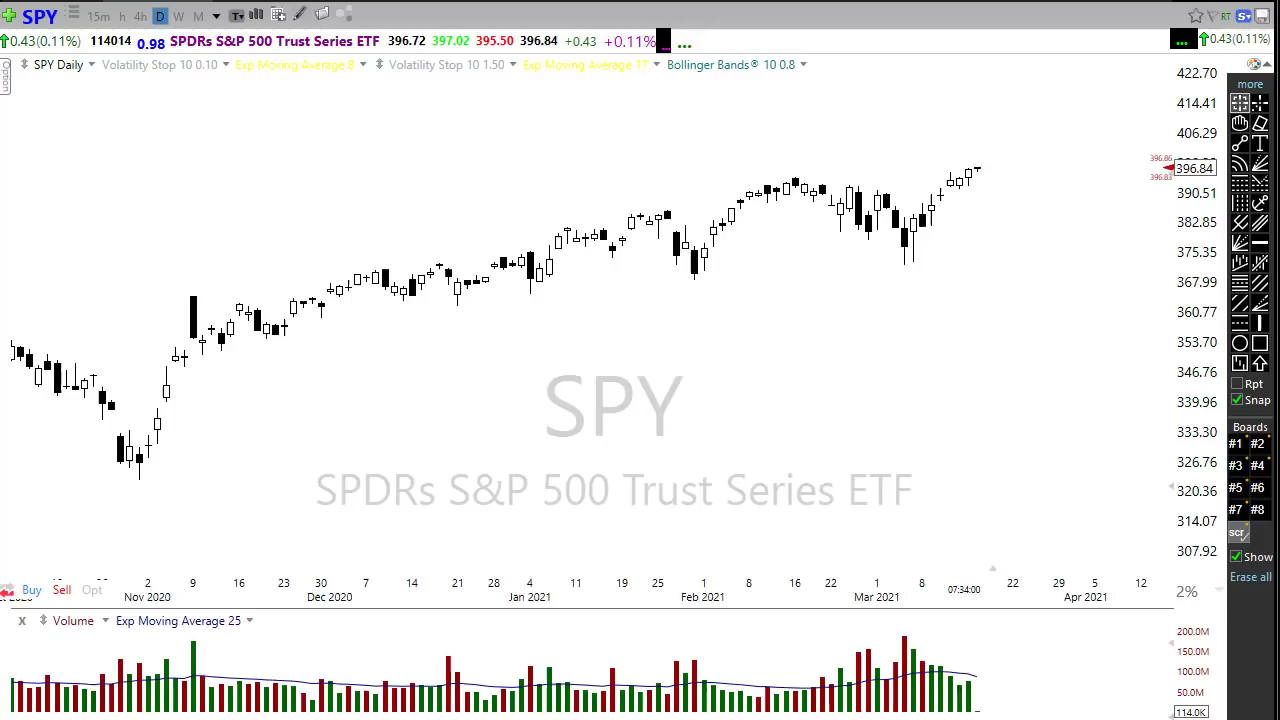 SPY 15m h 4h D W M T RT S
0.43(0.11%) 114014 0.98 SPDRs S&P 500 Trust Series ETF 396.72 397.02 395.50 396.84 +0.43 +0.11% ... ... 0.43(0.11%)
SPY Daily Volatility Stop 10 0.10 Exp Moving Average 8 Volatility Stop 10 1.50 Exp Moving Average 17 Bollinger Bands® 10 0.8
Option
422.70
more
414.41
406.29
396.86
396.84
396.83
390.51
382.85
375.35
367.99
360.77
353.70
346.76
339.96
333.30
326.76
320.36
314.07
307.92
Rpt
Snap
Boards
#1 #2
#3 #4
#5 #6
#7 #8
scr
Show
Erase all
SPY
SPDRs S&P 500 Trust Series ETF
2 9 16 23 30 7 14 21 28 4 11 19 25 1 8 16 22 1 8 22 29 5 12
Buy Sell Opt 07:34:00 2%
Nov 2020 Dec 2020 Jan 2021 Feb 2021 Mar 2021 Apr 2021
X Volume Exp Moving Average 25
200.0M
150.0M
100.0M
50.0M
114.0K